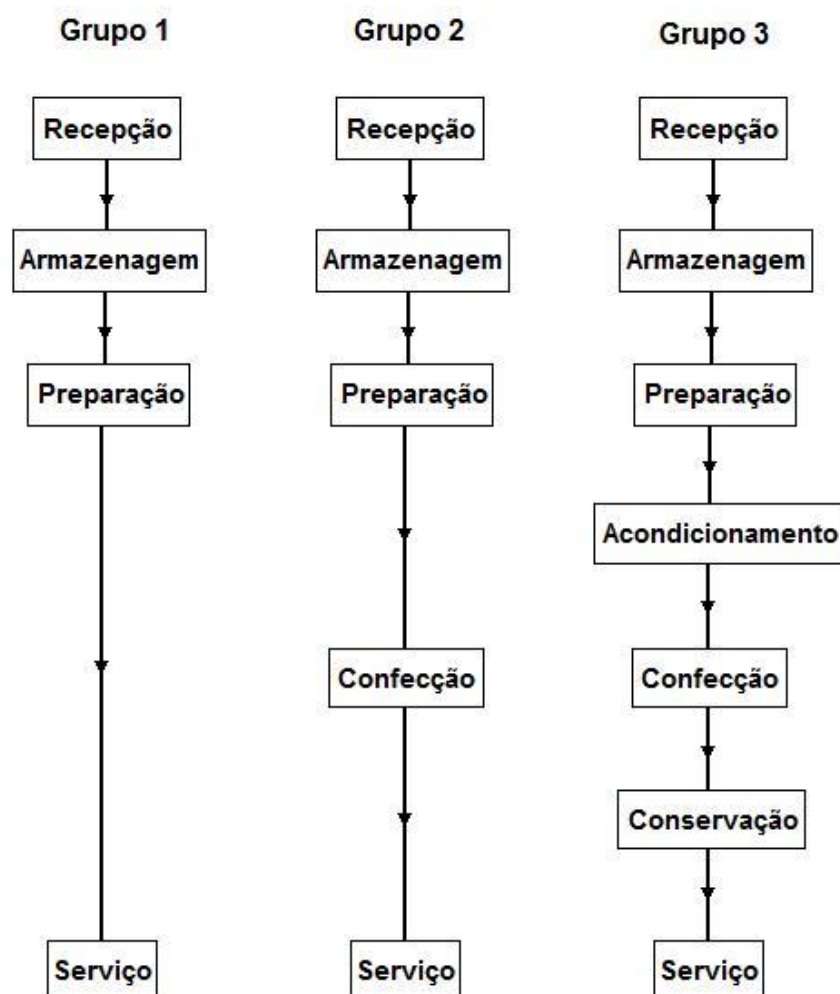 Grupo 1
Recepção
Armazenagem
Preparação
Serviço
Grupo 2
Recepção
Armazenagem
Preparação
Confecção
Serviço
Grupo 3
Recepção
Armazenagem
Preparação
Acondicionamento
Confecção
Conservação
Serviço